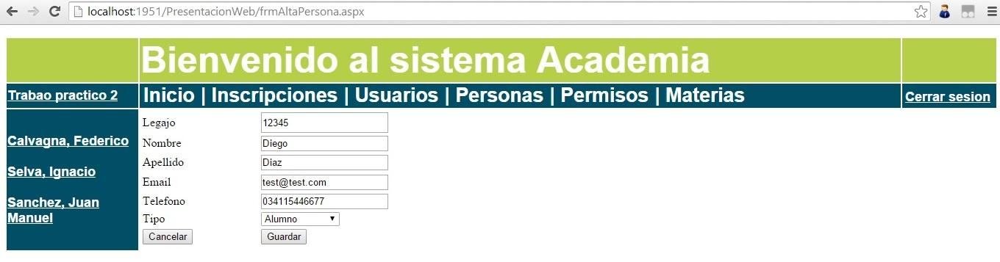 localhost:1951/PresentacionWeb/frmAltaPersona.aspx
Bienvenido al sistema Academia
Trabao practico 2
Inicio | Inscripciones | Usuarios | Personas | Permisos | Materias
Cerrar sesion
Calvagna, Federico
Selva, Ignacio
Sanchez, Juan
Manuel
Legajo 12345
Nombre Diego
Apellido Diaz
Email test@test.com
Telefono 034115446677
Tipo Alumno
Cancelar Guardar